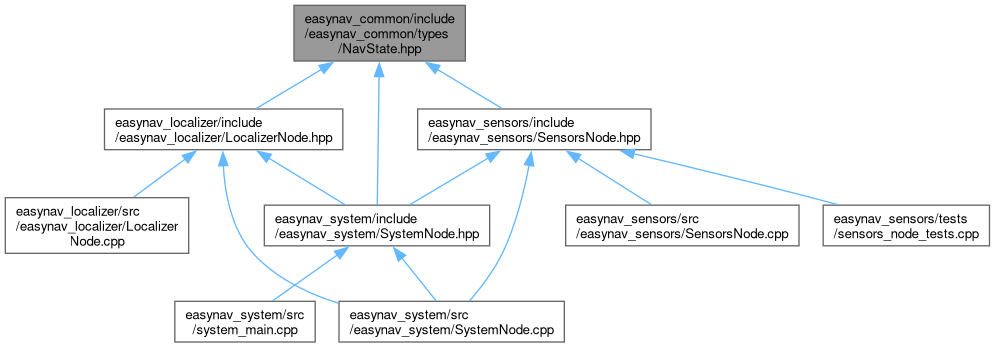 easynav_common/include
/easynav_common/types
/NavState.hpp
easynav_localizer/include
/easynav_localizer/LocalizerNode.hpp
easynav_sensors/include
/easynav_sensors/SensorsNode.hpp
easynav_localizer/src
/easynav_localizer/Localizer
Node.cpp
easynav_system/include
/easynav_system/SystemNode.hpp
easynav_sensors/src
/easynav_sensors/SensorsNode.cpp
easynav_sensors/tests
/sensors_node_tests.cpp
easynav_system/src
/system_main.cpp
easynav_system/src
/easynav_system/SystemNode.cpp